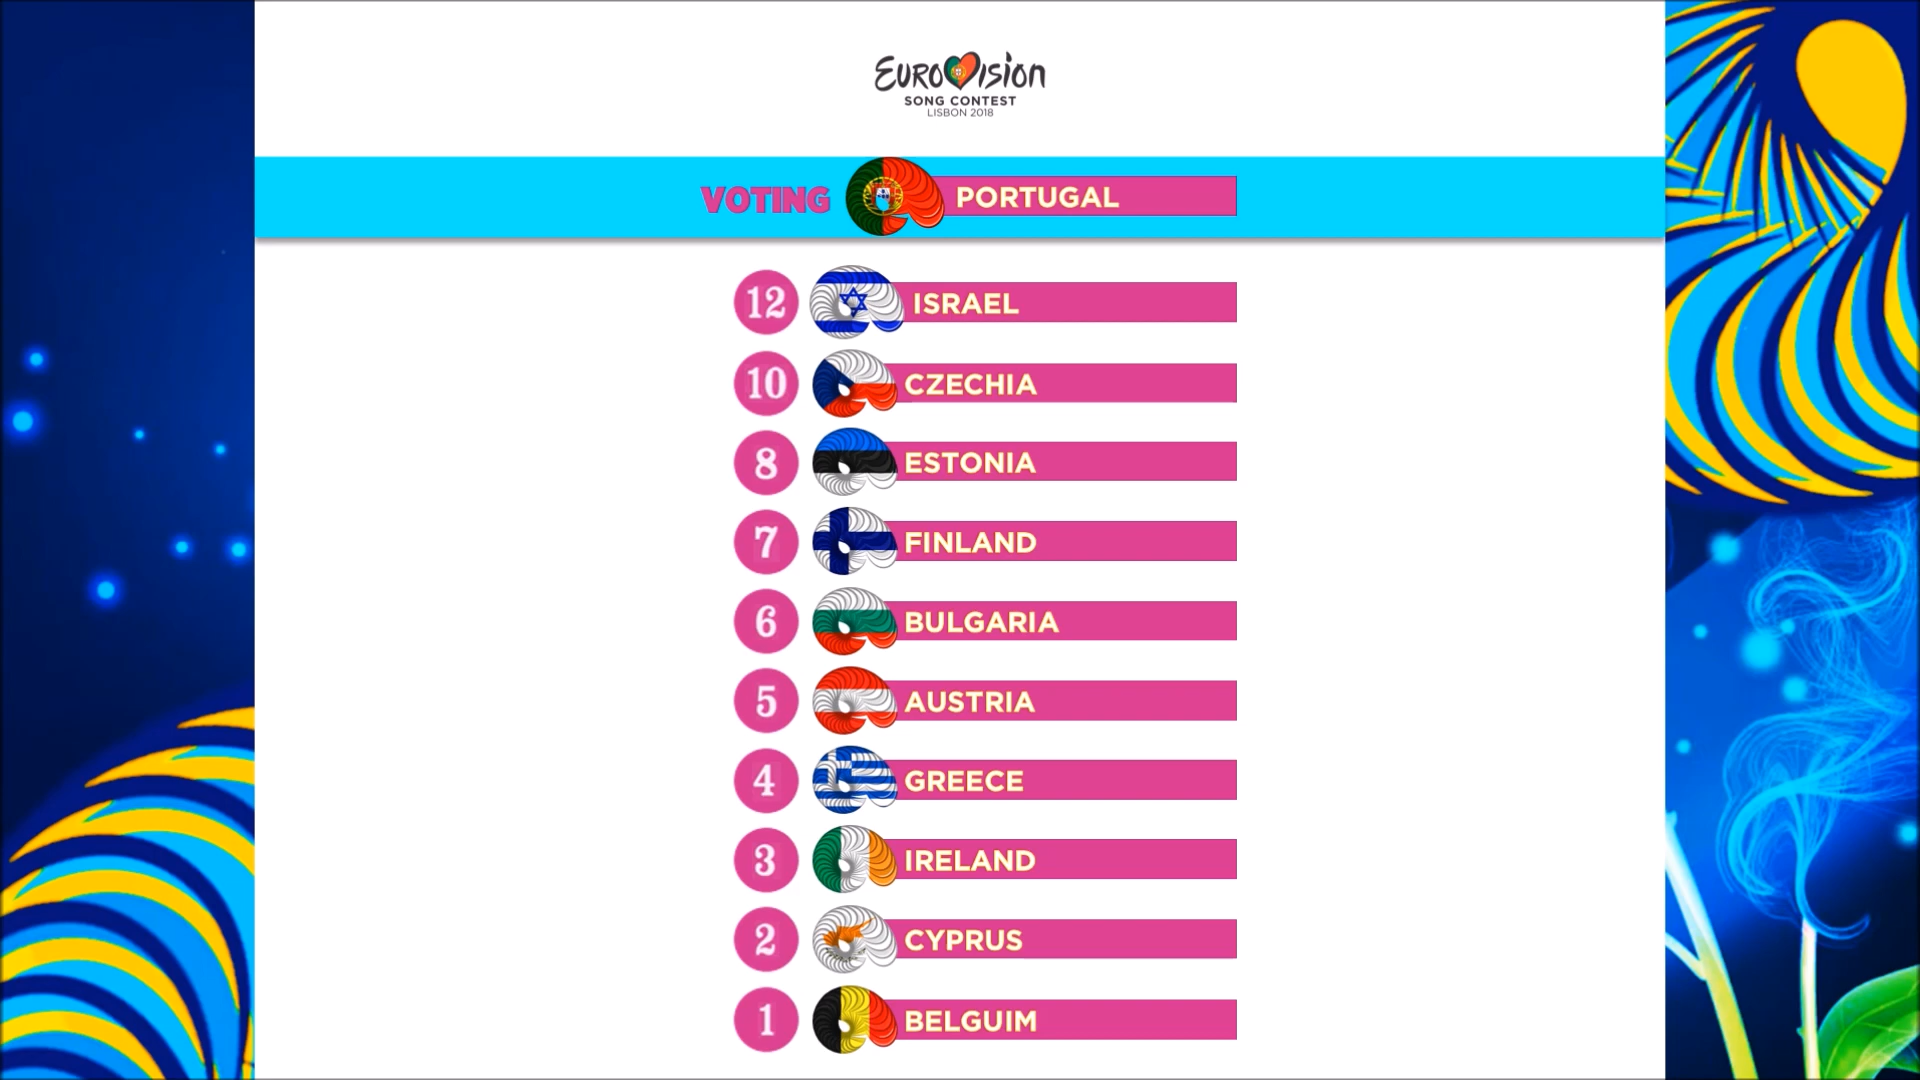 EUROVISION
SONG CONTEST
LISBON 2018
VOTING PORTUGAL
12 ISRAEL
10 CZECHIA
8 ESTONIA
7 FINLAND
6 BULGARIA
5 AUSTRIA
4 GREECE
3 IRELAND
2 CYPRUS
1 BELGUIM